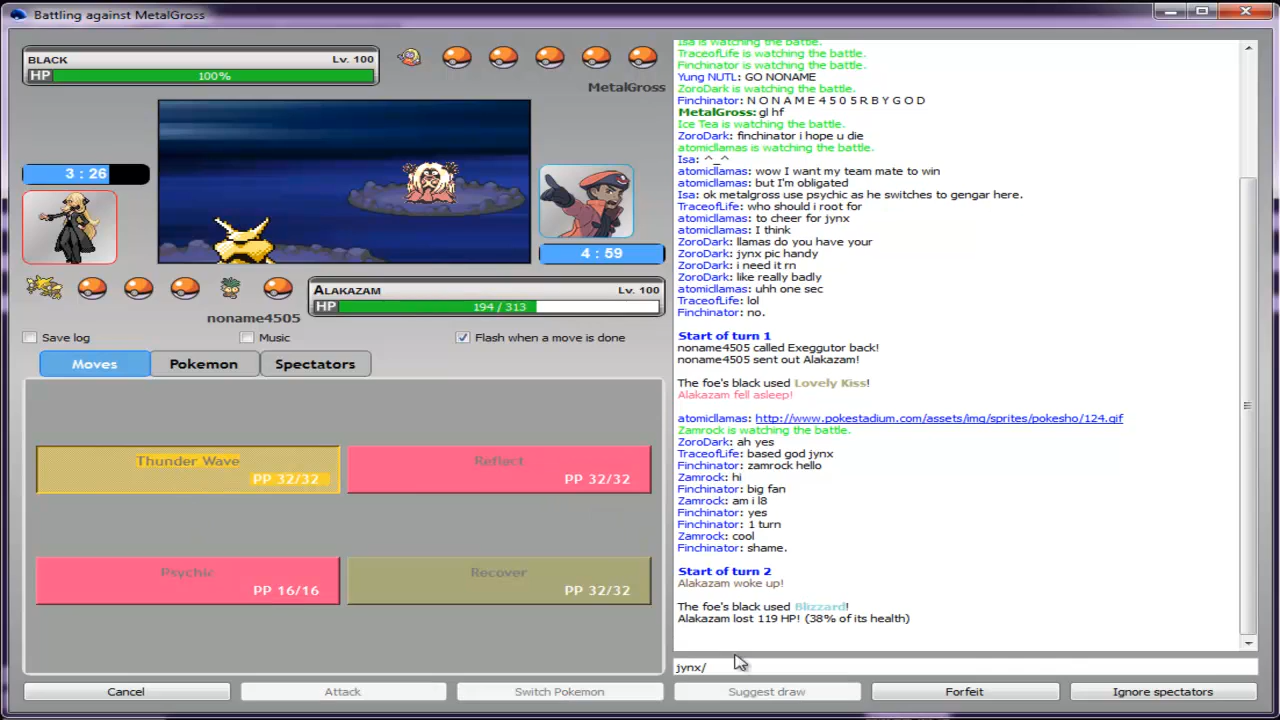 Battling against MetalGross
BLACK Lv. 100
HP 100%
MetalGross
3 : 26
4 : 59
ALAKAZAM Lv. 100
HP 194 / 313
noname4505
Save log
Music
Flash when a move is done
Moves
Pokemon
Spectators
Thunder Wave
PP 32/32
Reflect
PP 32/32
Psychic
PP 16/16
Recover
PP 32/32
Cancel
Attack
Switch Pokemon
Isa is watching the battle.
TraceofLife is watching the battle.
Finchinator is watching the battle.
Yung NUTL: GO NONAME
ZoroDark is watching the battle.
Finchinator: N O N A M E 4 5 0 5 R B Y G O D
MetalGross: gl hf
Ice Tea is watching the battle.
ZoroDark: finchinator i hope u die
atomicllamas is watching the battle.
Isa: ^_^
atomicllamas: wow I want my team mate to win
atomicllamas: but I'm obligated
Isa: ok metalgross use psychic as he switches to gengar here.
TraceofLife: who should i root for
atomicllamas: to cheer for jynx
atomicllamas: I think
ZoroDark: llamas do you have your
ZoroDark: jynx pic handy
ZoroDark: i need it rn
ZoroDark: like really badly
atomicllamas: uhh one sec
TraceofLife: lol
Finchinator: no.
Start of turn 1
noname4505 called Exeggutor back!
noname4505 sent out Alakazam!
The foe's black used Lovely Kiss!
Alakazam fell asleep!
atomicllamas: http://www.pokestadium.com/assets/img/sprites/pokesho/124.gif
Zamrock is watching the battle.
ZoroDark: ah yes
TraceofLife: based god jynx
Finchinator: zamrock hello
Zamrock: hi
Finchinator: big fan
Zamrock: am i l8
Finchinator: yes
Finchinator: 1 turn
Zamrock: cool
Finchinator: shame.
Start of turn 2
Alakazam woke up!
The foe's black used Blizzard!
Alakazam lost 119 HP! (38% of its health)
jynx/
Suggest draw
Forfeit
Ignore spectators